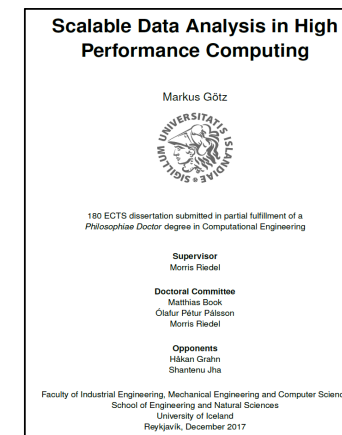 Scalable Data Analysis in High
Performance Computing
Markus Götz
SIGILLUM UNIVERSITATIS ISLANDIAE
180 ECTS dissertation submitted in partial fulfillment of a
Philosophiae Doctor degree in Computational Engineering
Supervisor
Morris Riedel
Doctoral Committee
Matthias Book
Ólafur Pétur Pálsson
Morris Riedel
Opponents
Håkan Grahn
Shantenu Jha
Faculty of Industrial Engineering, Mechanical Engineering and Computer Scienc
School of Engineering and Natural Sciences
University of Iceland
Reykjavík, December 2017